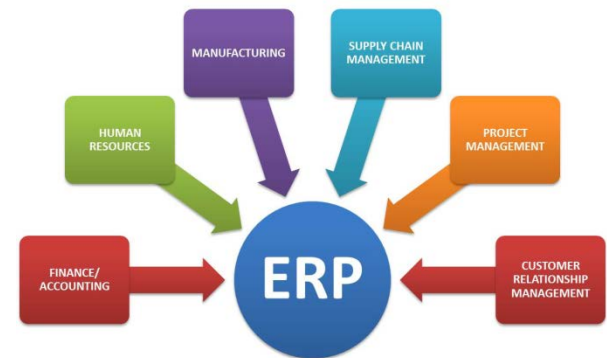 MANUFACTURING
SUPPLY CHAIN
MANAGEMENT
HUMAN
RESOURCES
PROJECT
MANAGEMENT
FINANCE/
ACCOUNTING
ERP
CUSTOMER
RELATIONSHIP
MANAGEMENT